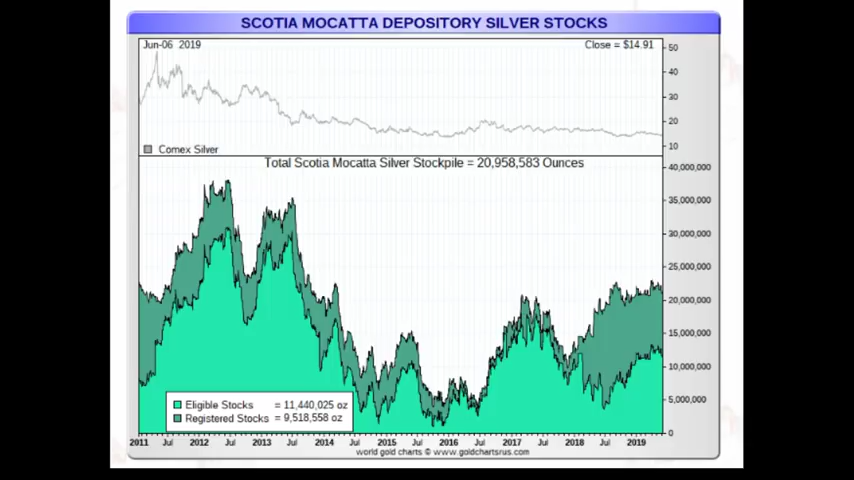 SCOTIA MOCATTA DEPOSITORY SILVER STOCKS
Jun-06 2019 Close = $14.91
50
40
30
20
10
Comex Silver
Total Scotia Mocatta Silver Stockpile = 20,958,583 Ounces
40,000,000
35,000,000
30,000,000
25,000,000
20,000,000
15,000,000
10,000,000
5,000,000
0
Eligible Stocks = 11,440,025 oz
Registered Stocks = 9,518,558 oz
2011 Jul 2012 Jul 2013 Jul 2014 Jul 2015 Jul 2016 Jul 2017 Jul 2018 Jul 2019
world gold charts © www.goldchartsrus.com